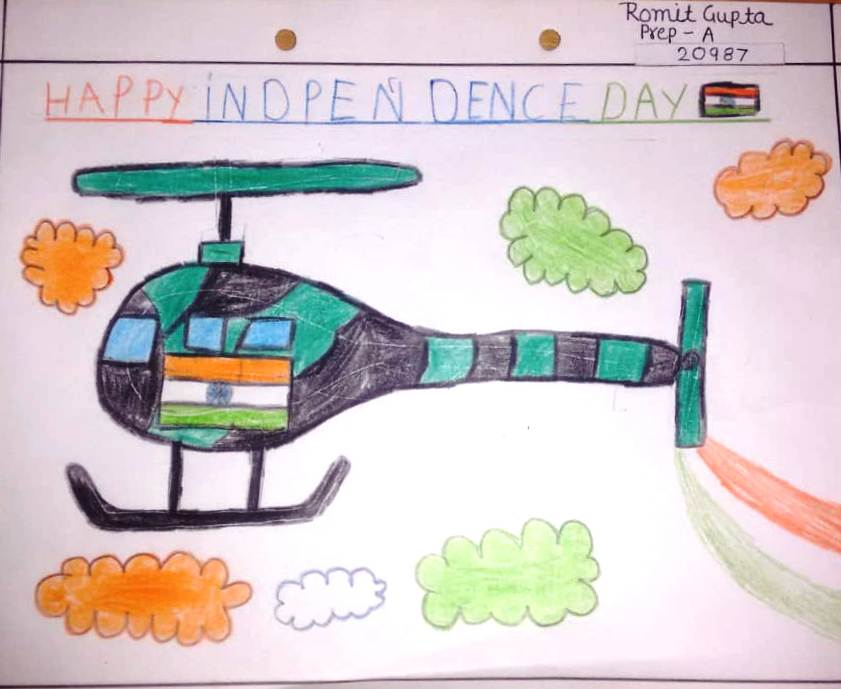 Romit Gupta
Prep - A
20987
HAPPY INDPENDENCE DAY